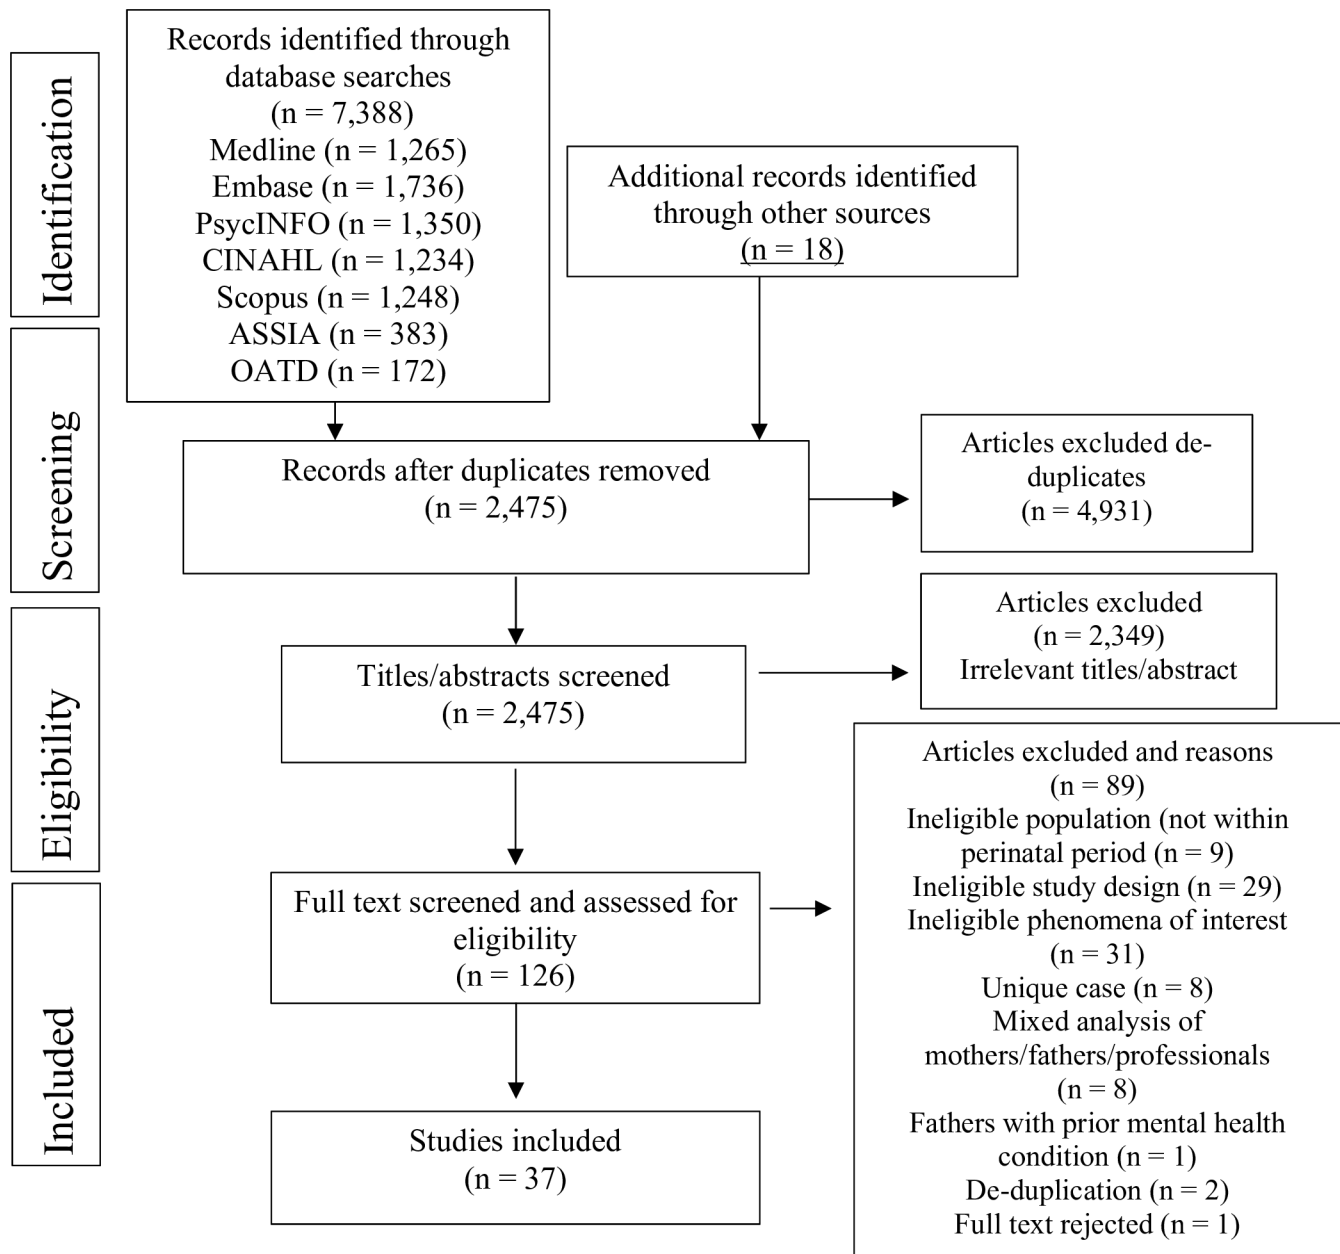 Identification
Records identified through
database searches
(n = 7,388)
Medline (n = 1,265)
Embase (n = 1,736)
PsycINFO (n = 1,350)
CINAHL (n = 1,234)
Scopus (n = 1,248)
ASSIA (n = 383)
OATD (n = 172)
Additional records identified
through other sources
(n = 18)
Screening
Records after duplicates removed
(n = 2,475)
Articles excluded de-
duplicates
(n = 4,931)
Articles excluded
(n = 2,349)
Irrelevant titles/abstract
Eligibility
Titles/abstracts screened
(n = 2,475)
Full text screened and assessed for
eligibility
(n = 126)
Articles excluded and reasons
(n = 89)
Ineligible population (not within
perinatal period (n = 9)
Ineligible study design (n = 29)
Ineligible phenomena of interest
(n = 31)
Unique case (n = 8)
Mixed analysis of
mothers/fathers/professionals
(n = 8)
Fathers with prior mental health
condition (n = 1)
De-duplication (n = 2)
Full text rejected (n = 1)
Included
Studies included
(n = 37)